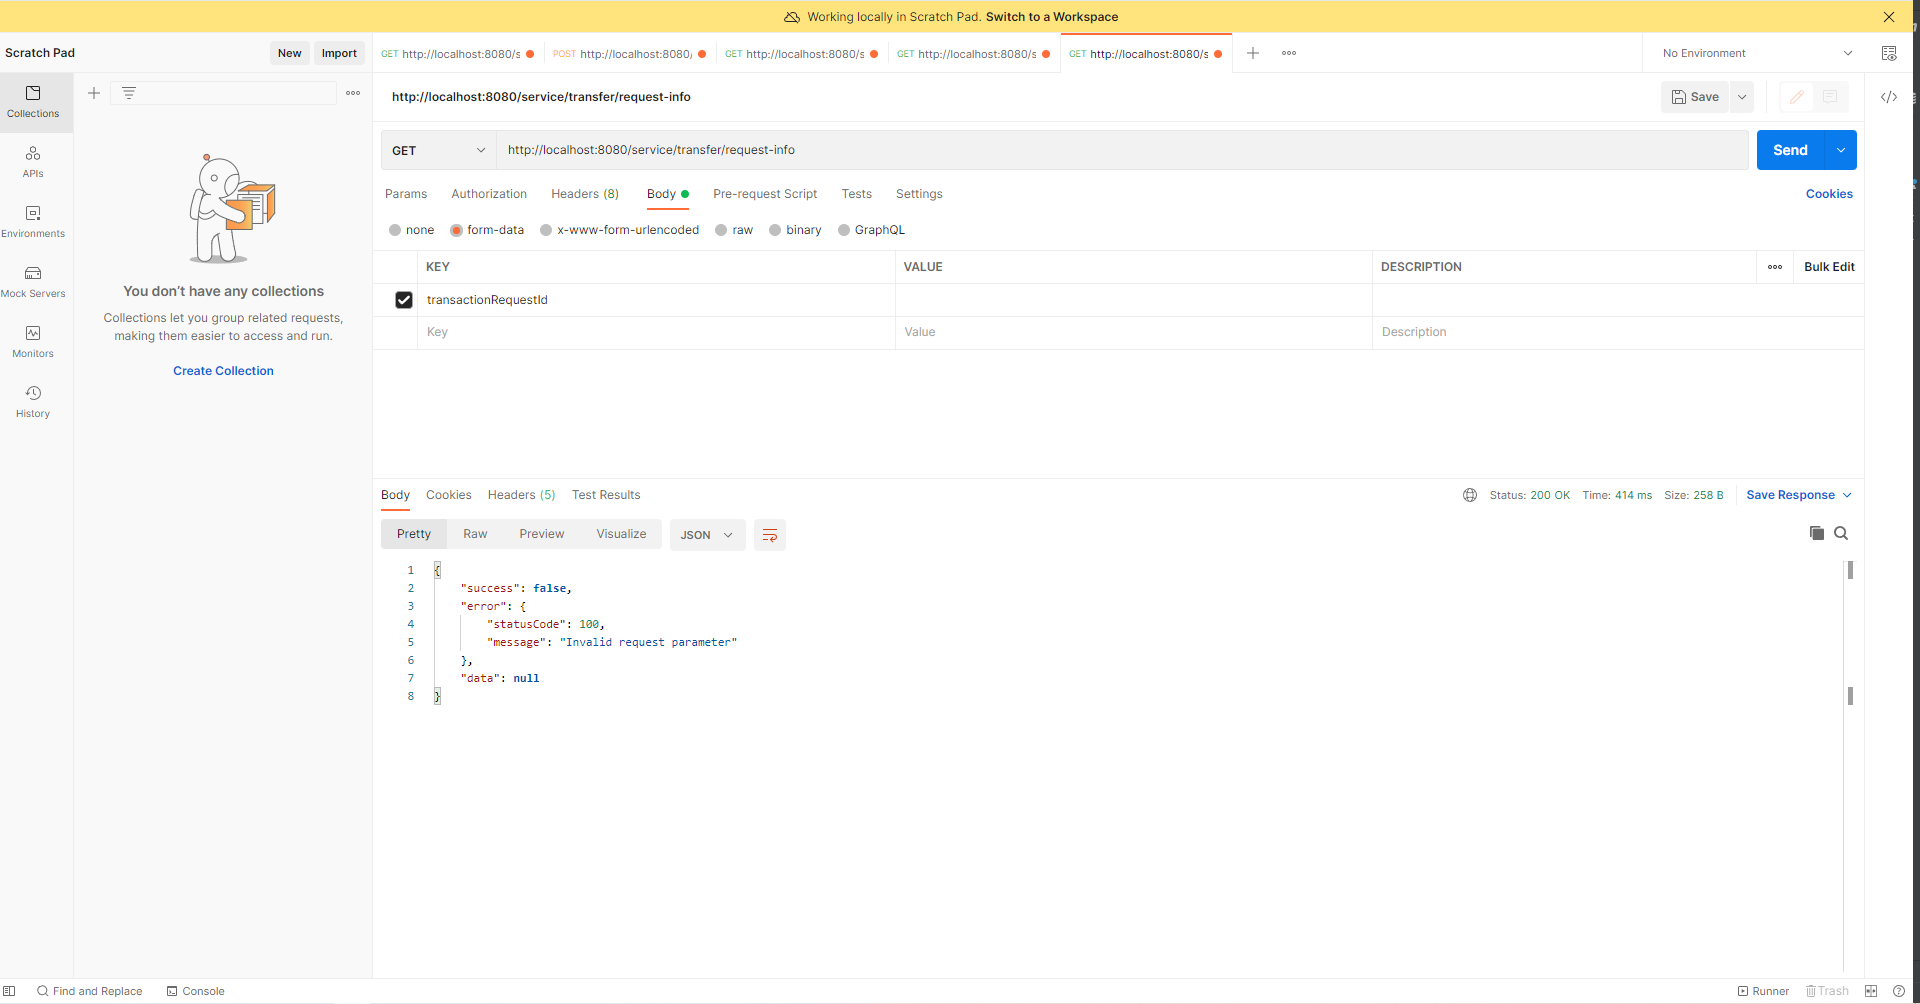 Working locally in Scratch Pad. Switch to a Workspace
Scratch Pad
New
Import
GET http://localhost:8080/s
POST http://localhost:8080/
GET http://localhost:8080/s
GET http://localhost:8080/s
GET http://localhost:8080/s
No Environment
Collections
APIs
Environments
Mock Servers
Monitors
History
You don't have any collections
Collections let you group related requests,
making them easier to access and run.
Create Collection
http://localhost:8080/service/transfer/request-info
Save
GET
http://localhost:8080/service/transfer/request-info
Send
Params
Authorization
Headers (8)
Body
Pre-request Script
Tests
Settings
Cookies
none
form-data
x-www-form-urlencoded
raw
binary
GraphQL
KEY
VALUE
DESCRIPTION
Bulk Edit
transactionRequestId
Key
Value
Description
Body
Cookies
Headers (5)
Test Results
Status: 200 OK
Time: 414 ms
Size: 258 B
Save Response
Pretty
Raw
Preview
Visualize
JSON
1 {
2 "success": false,
3 "error": {
4 "statusCode": 100,
5 "message": "Invalid request parameter"
6 },
7 "data": null
8 }
Find and Replace
Console
Runner
Trash